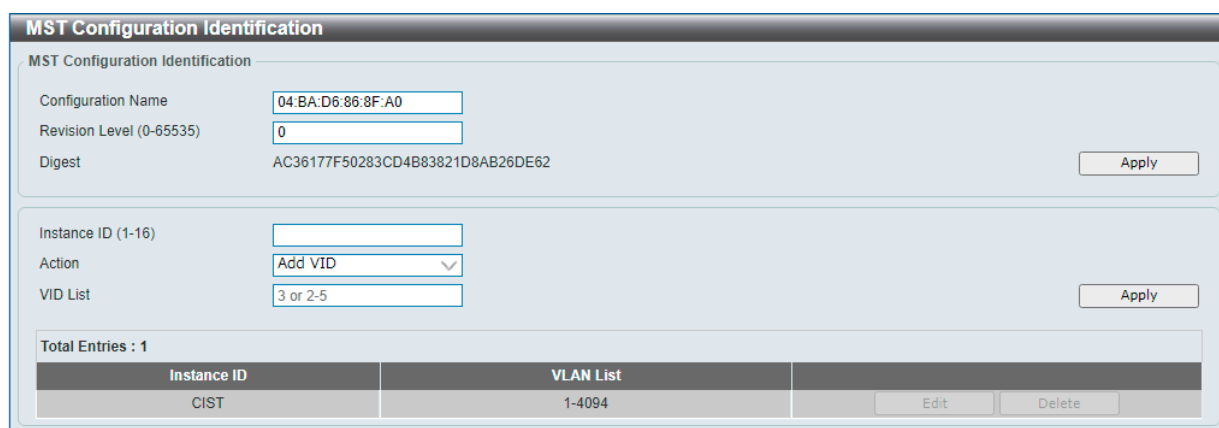 MST Configuration Identification
MST Configuration Identification
Configuration Name 04:BA:D6:86:8F:A0
Revision Level (0-65535) 0
Digest AC36177F50283CD4B83821D8AB26DE62 Apply
Instance ID (1-16)
Action Add VID
VID List 3 or 2-5 Apply
Total Entries : 1
Instance ID VLAN List
CIST 1-4094 Edit Delete